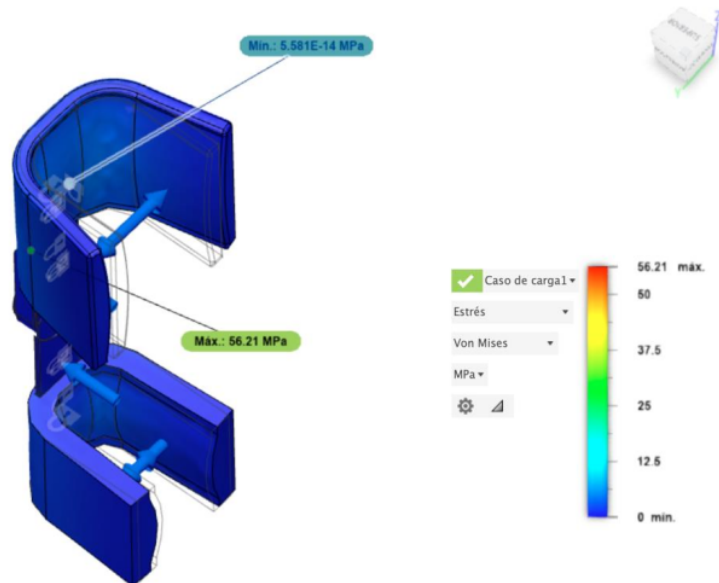 Mín.: 5.581E-14 MPa
Máx.: 56.21 MPa
Caso de carga1
Estrés
Von Mises
MPa
56.21 máx.
50
37.5
25
12.5
0 mín.
Z
Y